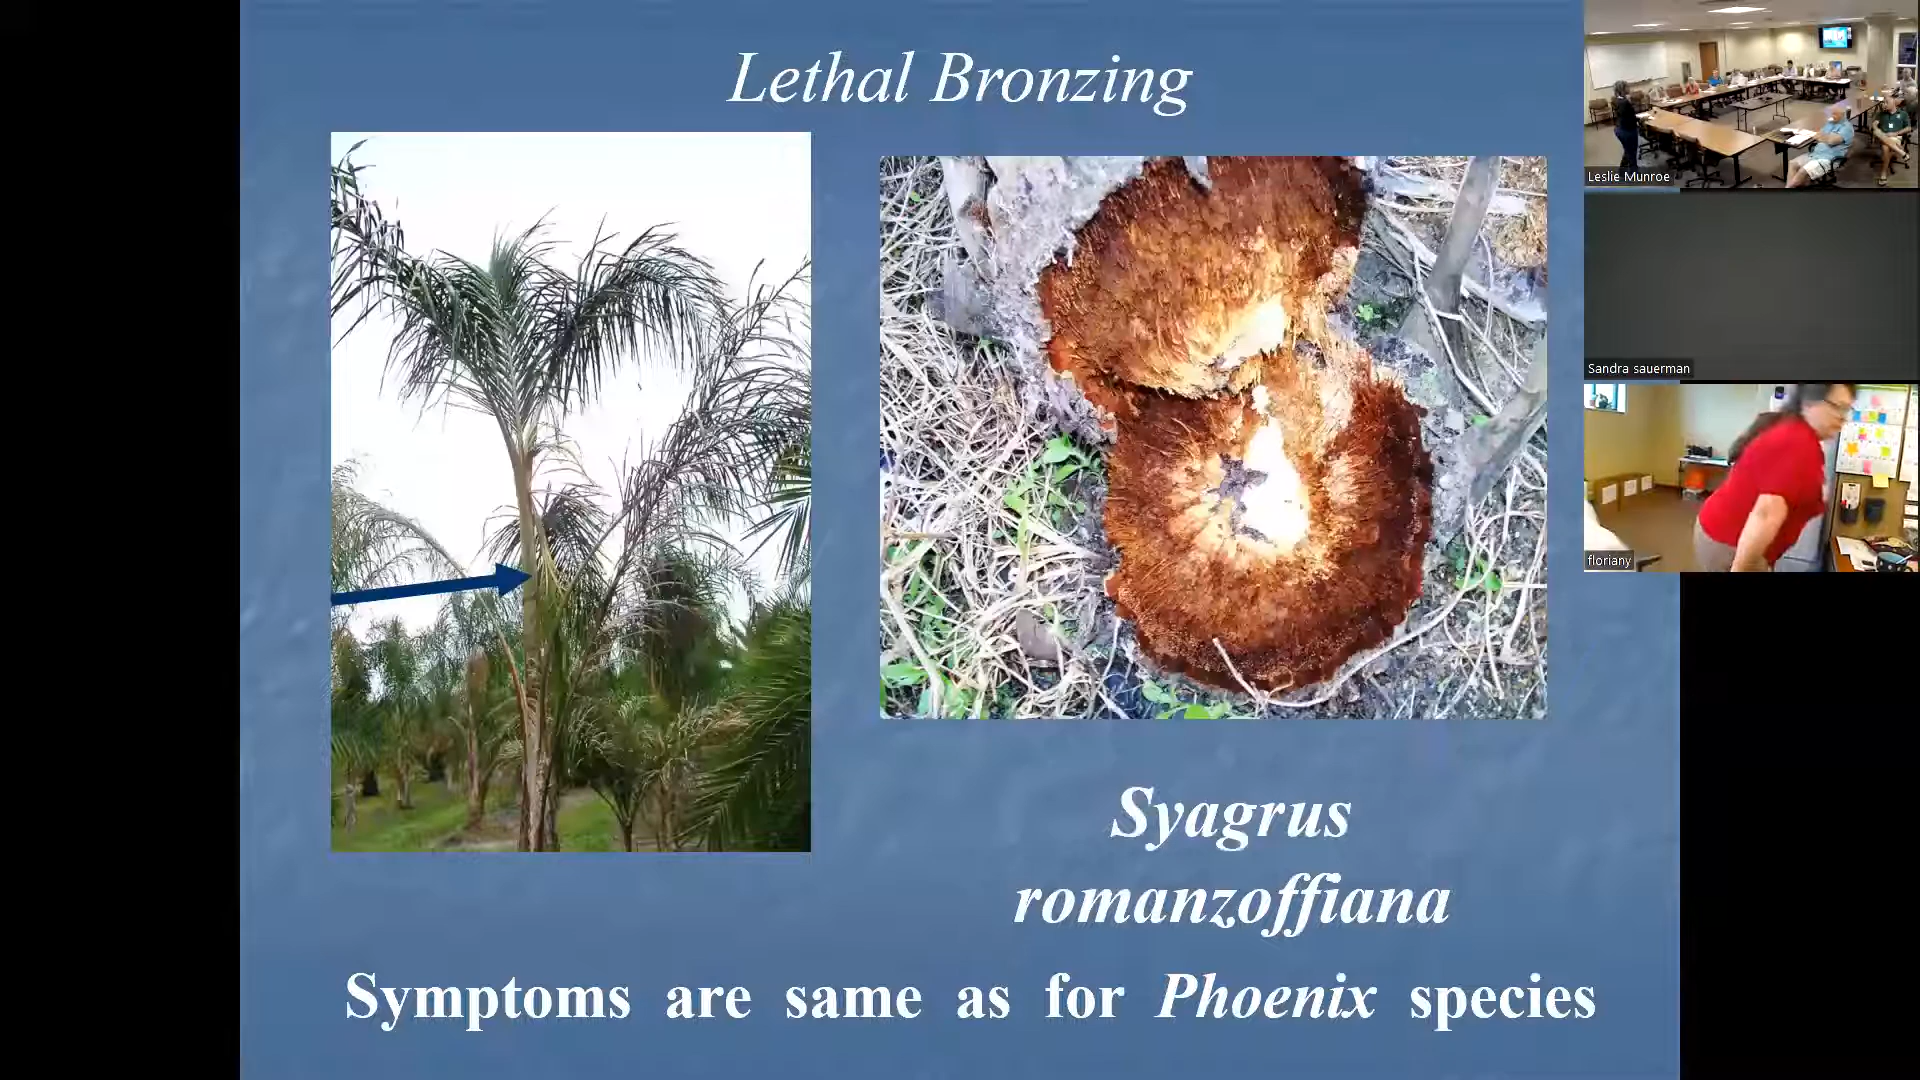 Lethal Bronzing
Syagrus
romanzoffiana
Symptoms are same as for Phoenix species
Leslie Munroe
Sandra sauerman
floriany